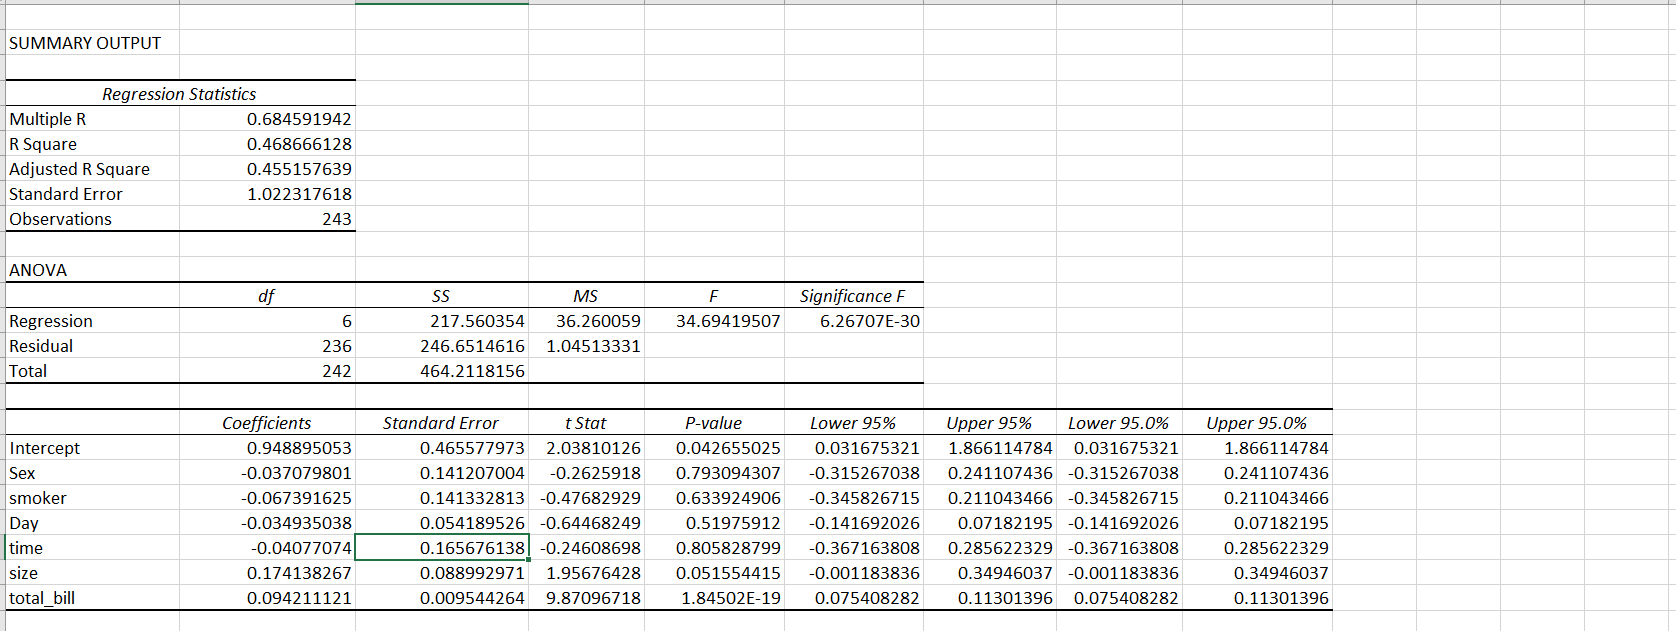 SUMMARY OUTPUT
Regression Statistics
Multiple R 0.684591942
R Square 0.468666128
Adjusted R Square 0.455157639
Standard Error 1.022317618
Observations 243
ANOVA
df SS MS F Significance F
Regression 6 217.560354 36.260059 34.69419507 6.26707E-30
Residual 236 246.6514616 1.04513331
Total 242 464.2118156
Coefficients Standard Error t Stat P-value Lower 95% Upper 95% Lower 95.0% Upper 95.0%
Intercept 0.948895053 0.465577973 2.03810126 0.042655025 0.031675321 1.866114784 0.031675321 1.866114784
Sex -0.037079801 0.141207004 -0.2625918 0.793094307 -0.315267038 0.241107436 -0.315267038 0.241107436
smoker -0.067391625 0.141332813 -0.47682929 0.633924906 -0.345826715 0.211043466 -0.345826715 0.211043466
Day -0.034935038 0.054189526 -0.64468249 0.51975912 -0.141692026 0.07182195 -0.141692026 0.07182195
time -0.04077074 0.165676138 -0.24608698 0.805828799 -0.367163808 0.285622329 -0.367163808 0.285622329
size 0.174138267 0.088992971 1.95676428 0.051554415 -0.001183836 0.34946037 -0.001183836 0.34946037
total_bill 0.094211121 0.009544264 9.87096718 1.84502E-19 0.075408282 0.11301396 0.075408282 0.11301396